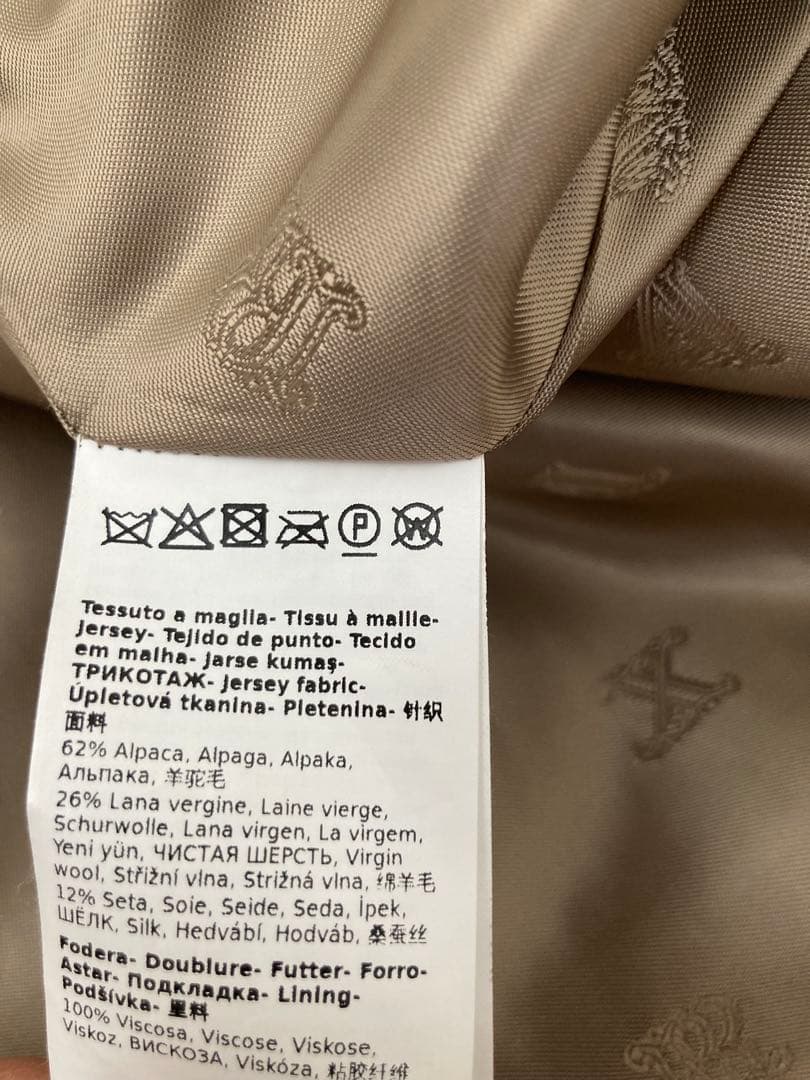 P W
Tessuto a maglia- Tissu à maille-
Jersey- Tejido de punto- Tecido
em malha- Jarse kumaş-
ТРИКОТАЖ- Jersey fabric-
Úpletová tkanina- Pletenina- 针织
面料
62% Alpaca, Alpaga, Alpaka,
Альпака, 羊驼毛
26% Lana vergine, Laine vierge,
Schurwolle, Lana virgen, La virgem,
Yeni yün, ЧИСТАЯ ШЕРСТЬ, Virgin
wool, Střižní vlna, Strižná vlna, 绵羊毛
12% Seta, Soie, Seide, Seda, İpek,
ШЁЛК, Silk, Hedvábí, Hodváb, 桑蚕丝
Fodera- Doublure- Futter- Forro-
Astar- Подкладка- Lining-
Podšívka- 里料
100% Viscosa, Viscose, Viskose,
Viskoz, ВИСКОЗА, Viskóza, 粘胶纤维